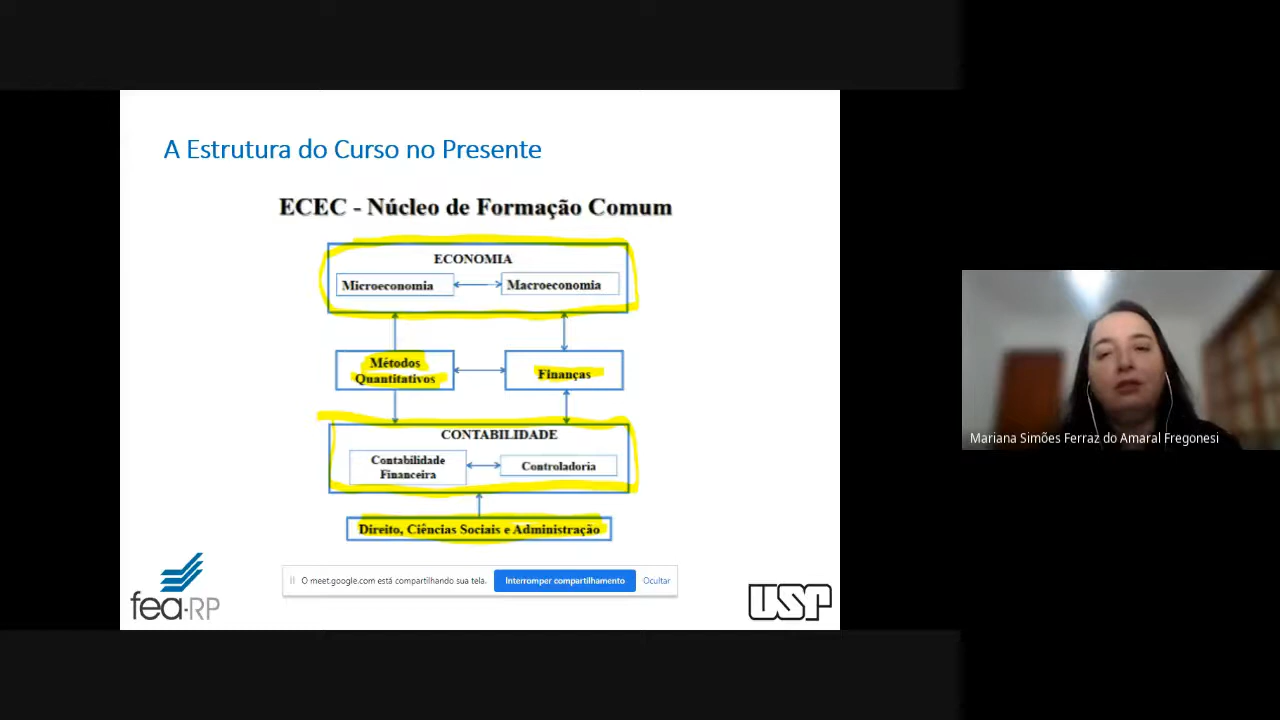 A Estrutura do Curso no Presente
ECEC - Núcleo de Formação Comum
ECONOMIA
Microeconomia
Macroeconomia
Métodos
Quantitativos
Finanças
CONTABILIDADE
Contabilidade
Financeira
Controladoria
Direito, Ciências Sociais e Administração
O meet.google.com está compartilhando sua tela.
Interromper compartilhamento
Ocultar
fea-RP
USP
Mariana Simões Ferraz do Amaral Fregonesi